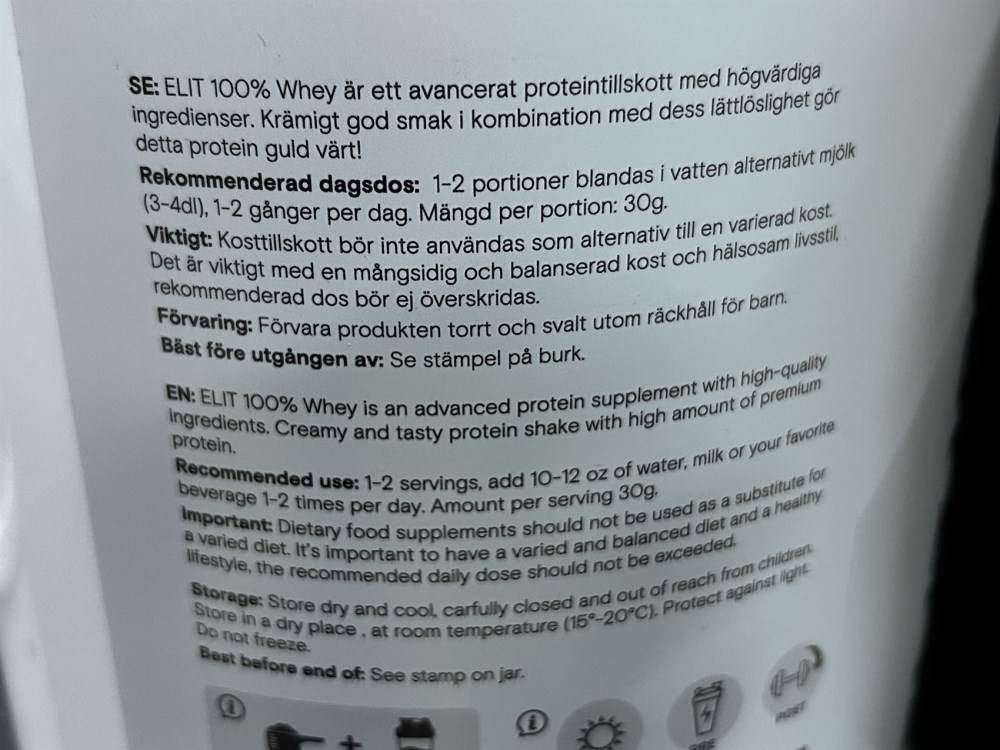 SE: ELIT 100% Whey är ett avancerat proteintillskott med högvärdiga
ingredienser. Krämigt god smak i kombination med dess lättlöslighet gör
detta protein guld värt!
Rekommenderad dagsdos: 1-2 portioner blandas i vatten alternativt mjölk
(3-4dl), 1-2 gånger per dag. Mängd per portion: 30g.
Viktigt: Kosttillskott bör inte användas som alternativ till en varierad kost.
Det är viktigt med en mångsidig och balanserad kost och hälsosam livsstil,
rekommenderad dos bör ej överskridas.
Förvaring: Förvara produkten torrt och svalt utom räckhåll för barn.
Bäst före utgången av: Se stämpel på burk.
EN: ELIT 100% Whey is an advanced protein supplement with high-quality
ingredients. Creamy and tasty protein shake with high amount of premium
protein.
Recommended use: 1-2 servings, add 10-12 oz of water, milk or your favorite
beverage 1-2 times per day. Amount per serving 30g.
Important: Dietary food supplements should not be used as a substitute for
a varied diet. It's important to have a varied and balanced diet and a healthy
lifestyle, the recommended daily dose should not be exceeded.
Storage: Store dry and cool, carfully closed and out of reach from children.
Store in a dry place , at room temperature (15°-20°C). Protect against light.
Do not freeze.
Best before end of: See stamp on jar.
i
+
i
PRE
POST